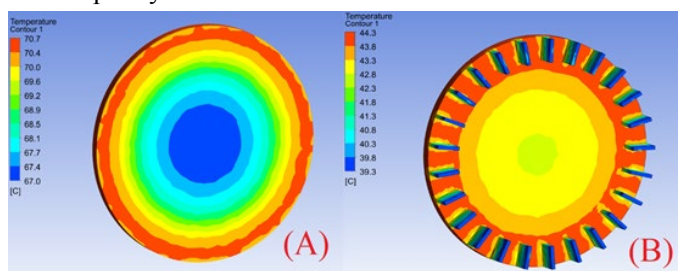 Temperature
Contour 1
70.7
70.4
70.0
69.6
69.2
68.9
68.5
68.1
67.7
67.4
67.0
[C]
(A)
Temperature
Contour 1
44.3
43.8
43.3
42.8
42.3
41.8
41.3
40.8
40.3
39.8
39.3
[C]
(B)